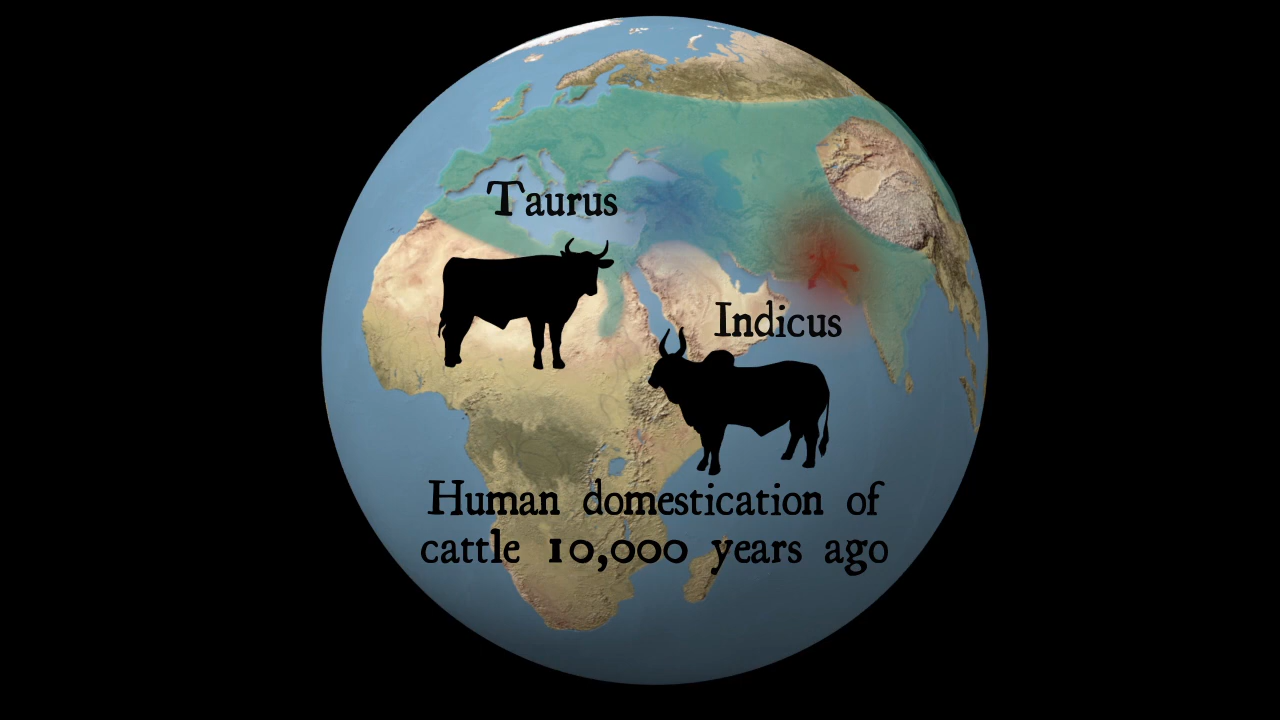 Taurus
Indicus
Human domestication of
cattle 10,000 years ago